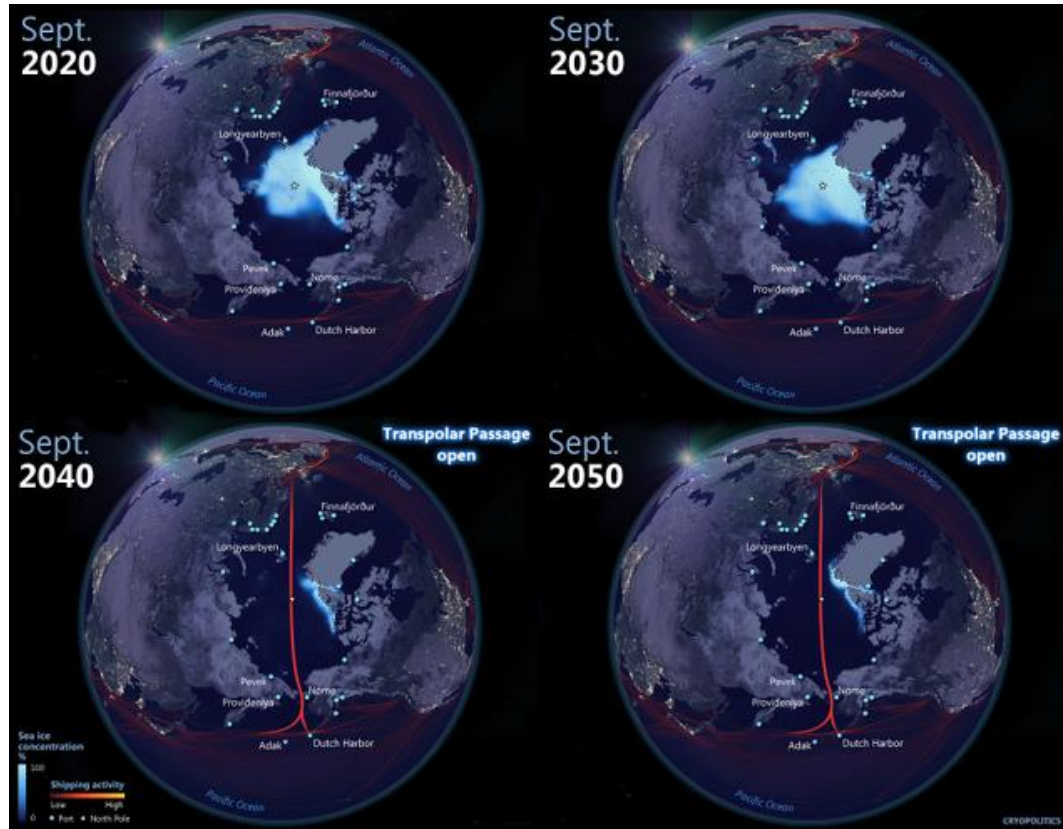 Sept.
2020
Atlantic Ocean
Finnafjörður
Longyearbyen
Pevek
Nome
Provideniya
Adak
Dutch Harbor
Pacific Ocean
Sept.
2030
Atlantic Ocean
Finnafjörður
Longyearbyen
Pevek
Nome
Provideniya
Adak
Dutch Harbor
Pacific Ocean
Sept.
2040
Transpolar Passage
open
Atlantic Ocean
Finnafjörður
Longyearbyen
Pevek
Nome
Provideniya
Adak
Dutch Harbor
Pacific Ocean
Sea ice
concentration
%
100
0
Shipping activity
Low High
Port North Pole
Sept.
2050
Transpolar Passage
open
Atlantic Ocean
Finnafjörður
Longyearbyen
Pevek
Nome
Provideniya
Adak
Dutch Harbor
Pacific Ocean
CRYOPOLITICS